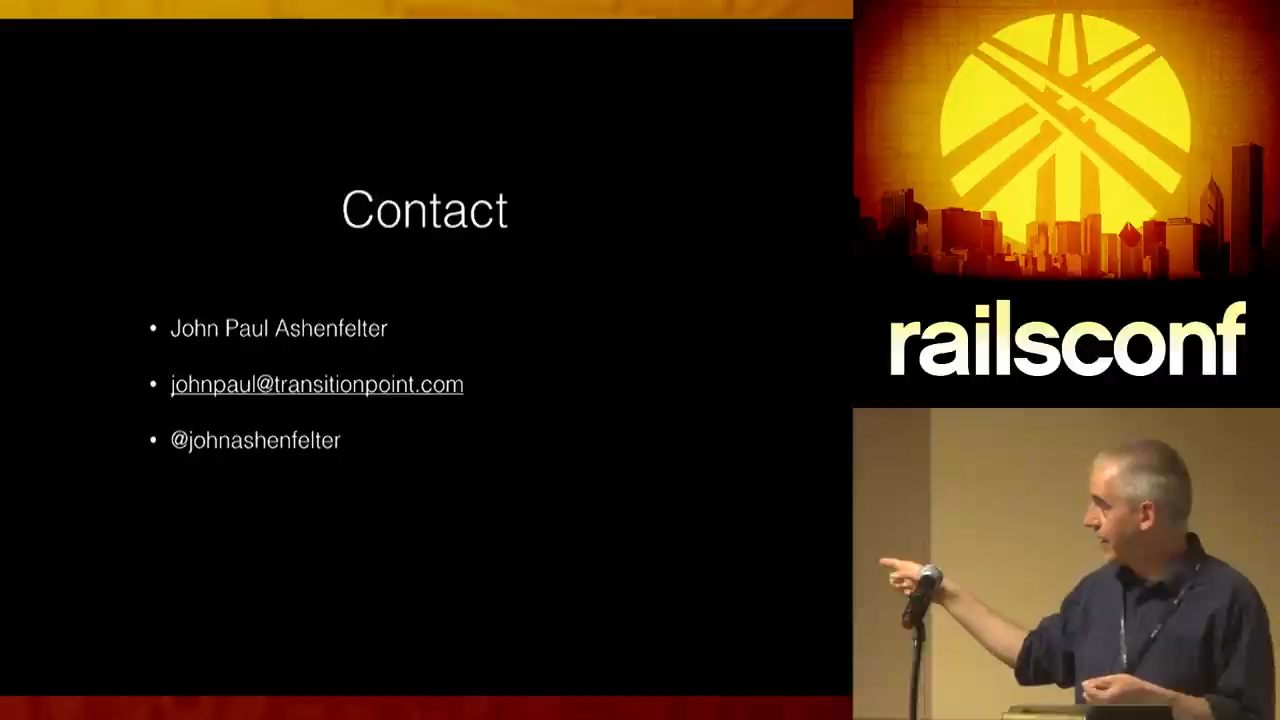 Contact
• John Paul Ashenfelter
• johnpaul@transitionpoint.com
• @johnashenfelter
railsconf